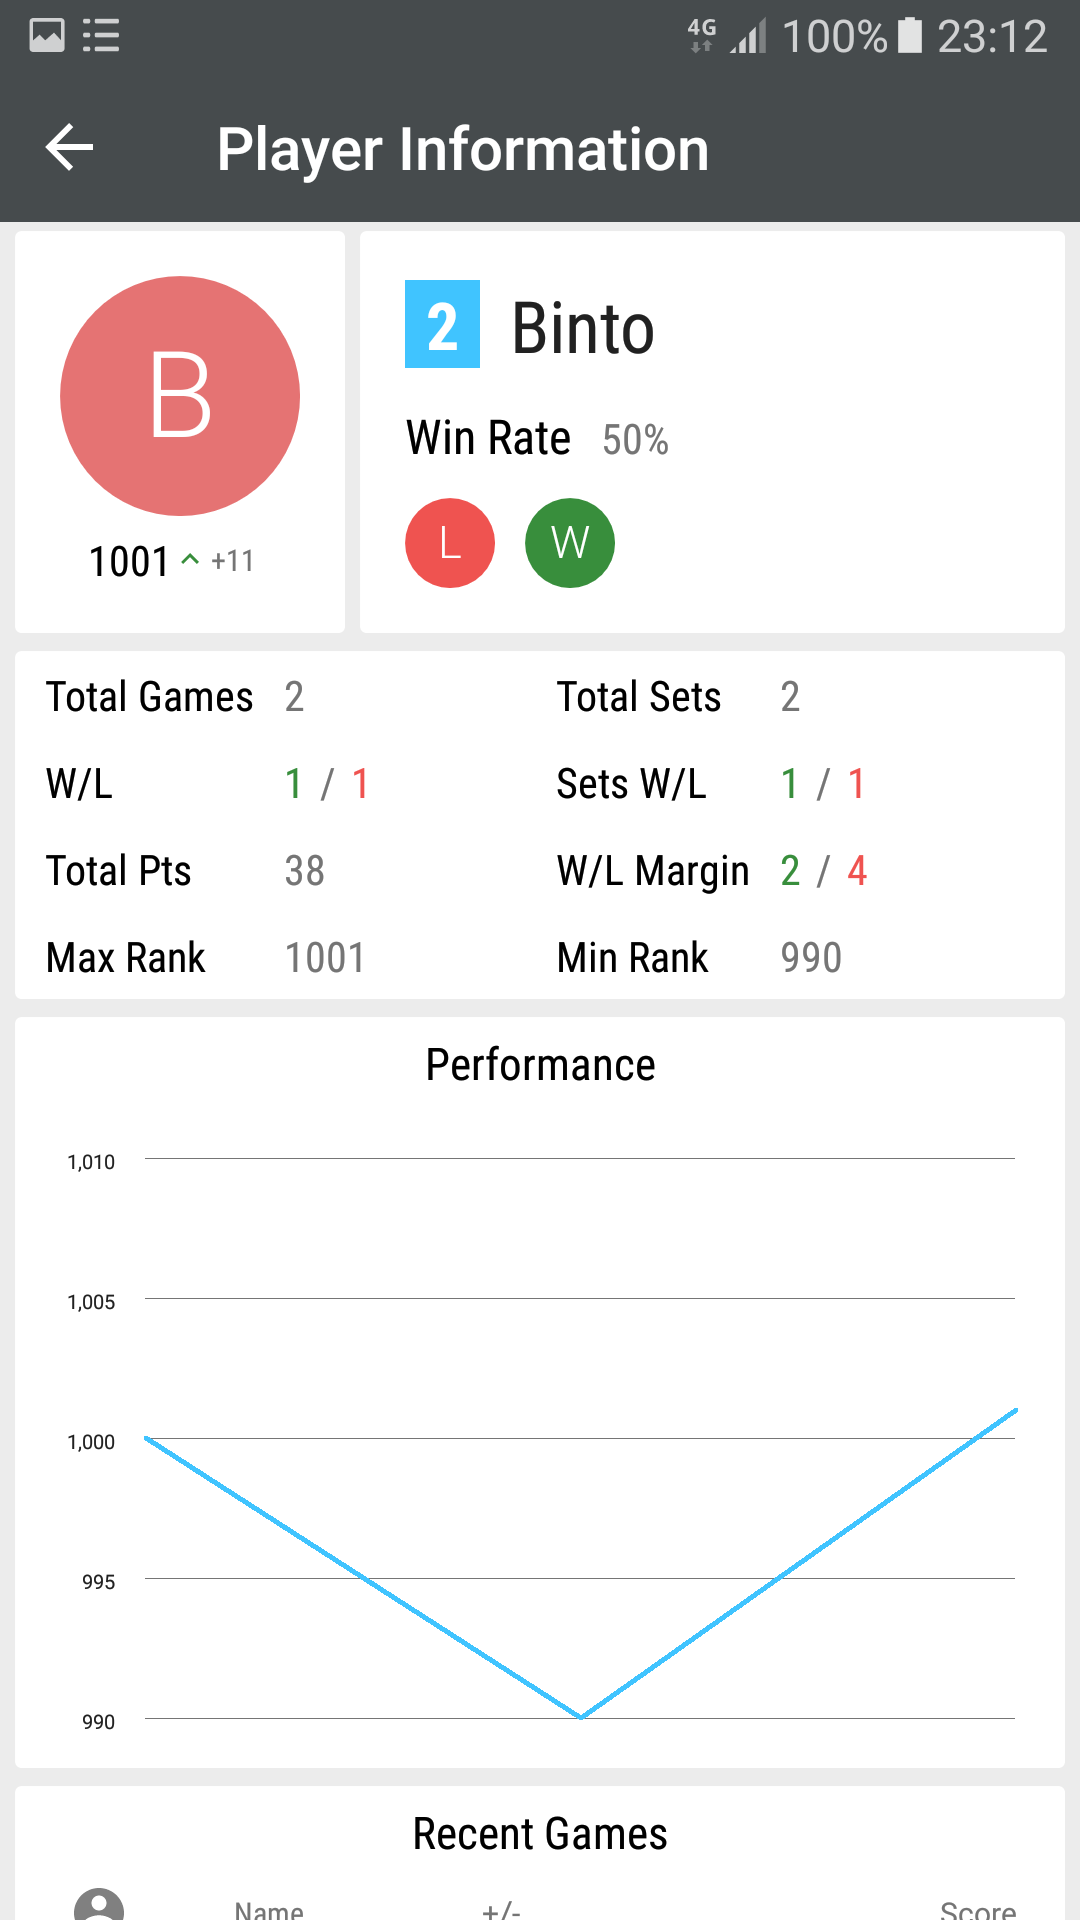 4G 100% 23:12
Player Information
B
1001 +11
2 Binto
Win Rate 50%
L W
Total Games 2 Total Sets 2
W/L 1 / 1 Sets W/L 1 / 1
Total Pts 38 W/L Margin 2 / 4
Max Rank 1001 Min Rank 990
Performance
1,010
1,005
1,000
995
990
Recent Games
Name +/- Score